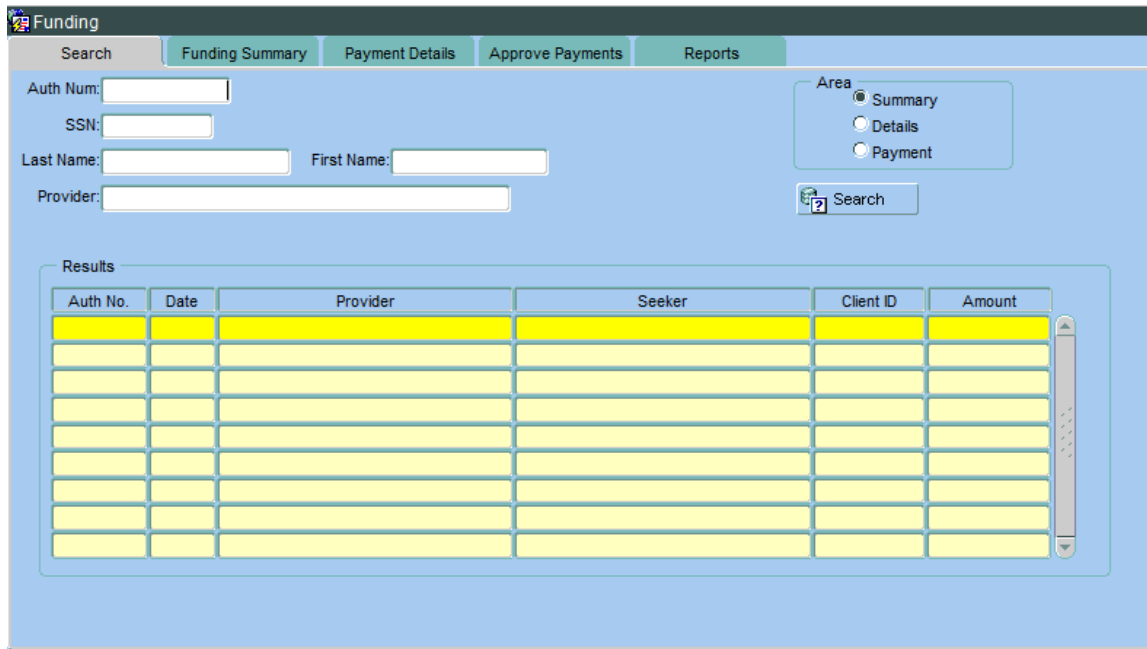 Funding
Search Funding Summary Payment Details Approve Payments Reports
Auth Num:
Area
Summary
SSN:
Details
Last Name: First Name:
Payment
Provider:
Search
Results
Auth No. Date Provider Seeker Client ID Amount